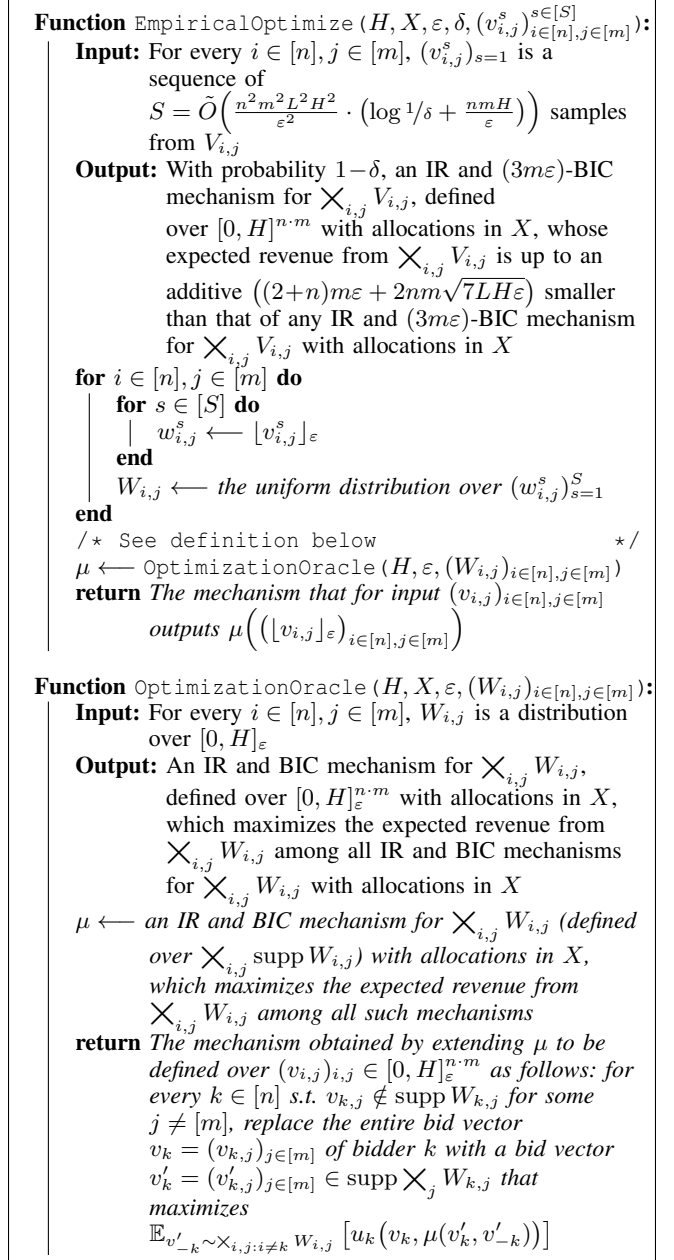 Function EmpiricalOptimize(H, X, ε, δ, (v^s_{i,j})^{s∈[S]}_{i∈[n],j∈[m]}):
Input: For every i ∈ [n], j ∈ [m], (v^s_{i,j})_{s=1} is a
sequence of
S = Õ(n²m²L²H²/ε² · (log 1/δ + nmH/ε)) samples
from V_{i,j}
Output: With probability 1−δ, an IR and (3mε)-BIC
mechanism for ⨉_{i,j} V_{i,j}, defined
over [0, H]^{n·m} with allocations in X, whose
expected revenue from ⨉_{i,j} V_{i,j} is up to an
additive ((2+n)mε + 2nm√(7LHε)) smaller
than that of any IR and (3mε)-BIC mechanism
for ⨉_{i,j} V_{i,j} with allocations in X
for i ∈ [n], j ∈ [m] do
for s ∈ [S] do
w^s_{i,j} ⟵ ⌊v^s_{i,j}⌋_ε
end
W_{i,j} ⟵ the uniform distribution over (w^s_{i,j})^S_{s=1}
end
/* See definition below */
μ ⟵ OptimizationOracle(H, ε, (W_{i,j})_{i∈[n],j∈[m]})
return The mechanism that for input (v_{i,j})_{i∈[n],j∈[m]}
outputs μ((⌊v_{i,j}⌋_ε)_{i∈[n],j∈[m]})
Function OptimizationOracle(H, X, ε, (W_{i,j})_{i∈[n],j∈[m]}):
Input: For every i ∈ [n], j ∈ [m], W_{i,j} is a distribution
over [0, H]_ε
Output: An IR and BIC mechanism for ⨉_{i,j} W_{i,j},
defined over [0, H]^{n·m}_ε with allocations in X,
which maximizes the expected revenue from
⨉_{i,j} W_{i,j} among all IR and BIC mechanisms
for ⨉_{i,j} W_{i,j} with allocations in X
μ ⟵ an IR and BIC mechanism for ⨉_{i,j} W_{i,j} (defined
over ⨉_{i,j} supp W_{i,j}) with allocations in X,
which maximizes the expected revenue from
⨉_{i,j} W_{i,j} among all such mechanisms
return The mechanism obtained by extending μ to be
defined over (v_{i,j})_{i,j} ∈ [0, H]^{n·m}_ε as follows: for
every k ∈ [n] s.t. v_{k,j} ∉ supp W_{k,j} for some
j ≠ [m], replace the entire bid vector
v_k = (v_{k,j})_{j∈[m]} of bidder k with a bid vector
v′_k = (v′_{k,j})_{j∈[m]} ∈ supp ⨉_j W_{k,j} that
maximizes
𝔼_{v′_{−k}∼⨉_{i,j:i≠k} W_{i,j}} [u_k(v_k, μ(v′_k, v′_{−k}))]